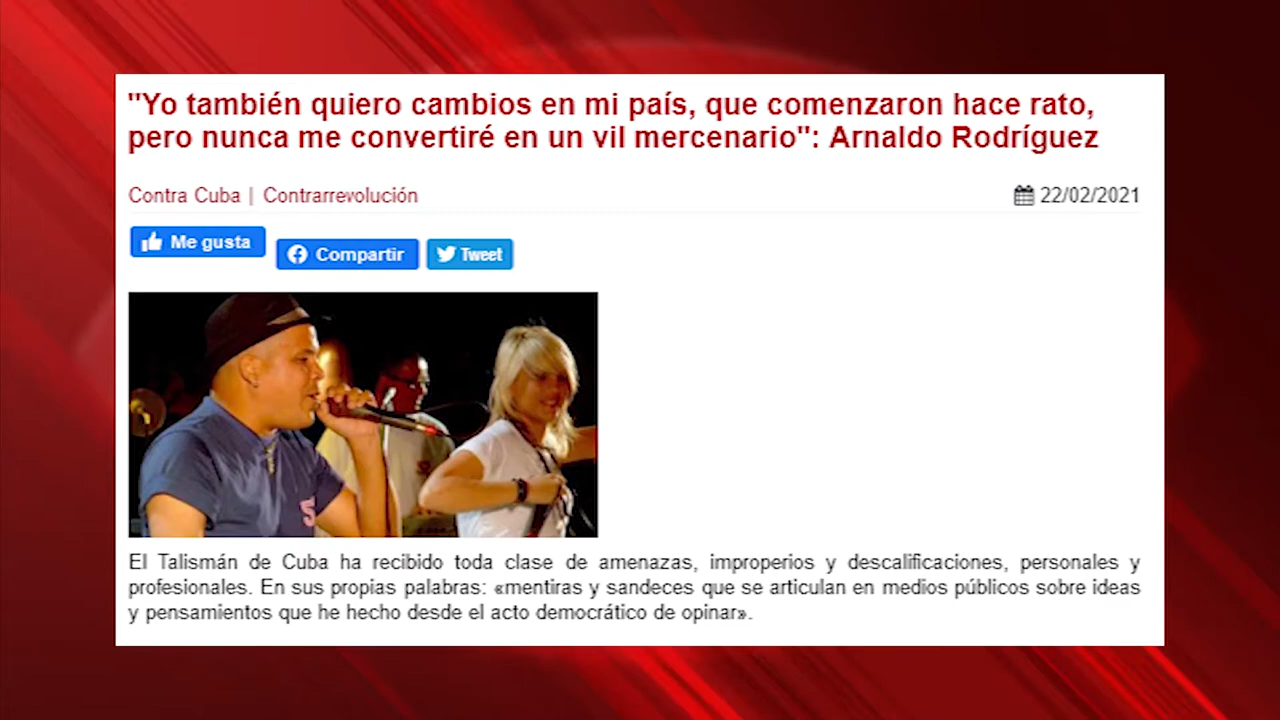 "Yo también quiero cambios en mi país, que comenzaron hace rato,
pero nunca me convertiré en un vil mercenario": Arnaldo Rodríguez
Contra Cuba | Contrarrevolución 22/02/2021
Me gusta Compartir Tweet
5
El Talismán de Cuba ha recibido toda clase de amenazas, improperios y descalificaciones, personales y
profesionales. En sus propias palabras: «mentiras y sandeces que se articulan en medios públicos sobre ideas
y pensamientos que he hecho desde el acto democrático de opinar».